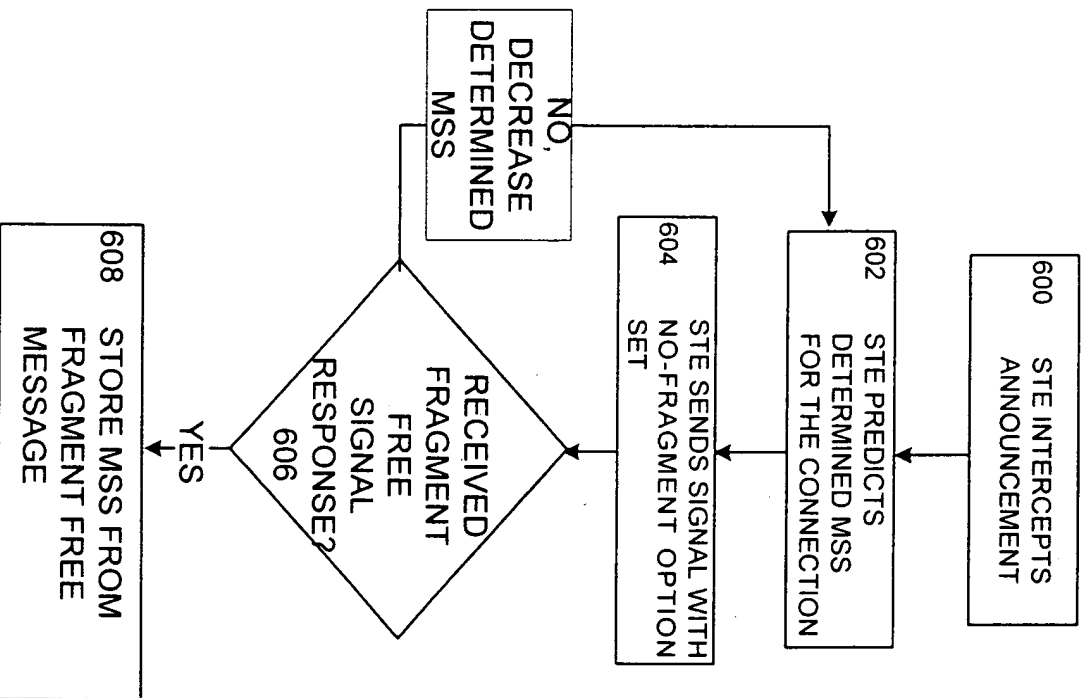 600 STE INTERCEPTS
ANNOUNCEMENT
602 STE PREDICTS
DETERMINED MSS
FOR THE CONNECTION
604 STE SENDS SIGNAL WITH
NO-FRAGMENT OPTION
SET
RECEIVED
FRAGMENT
FREE
SIGNAL
RESPONSE?
606
NO,
DECREASE
DETERMINED
MSS
YES
608 STORE MSS FROM
FRAGMENT FREE
MESSAGE